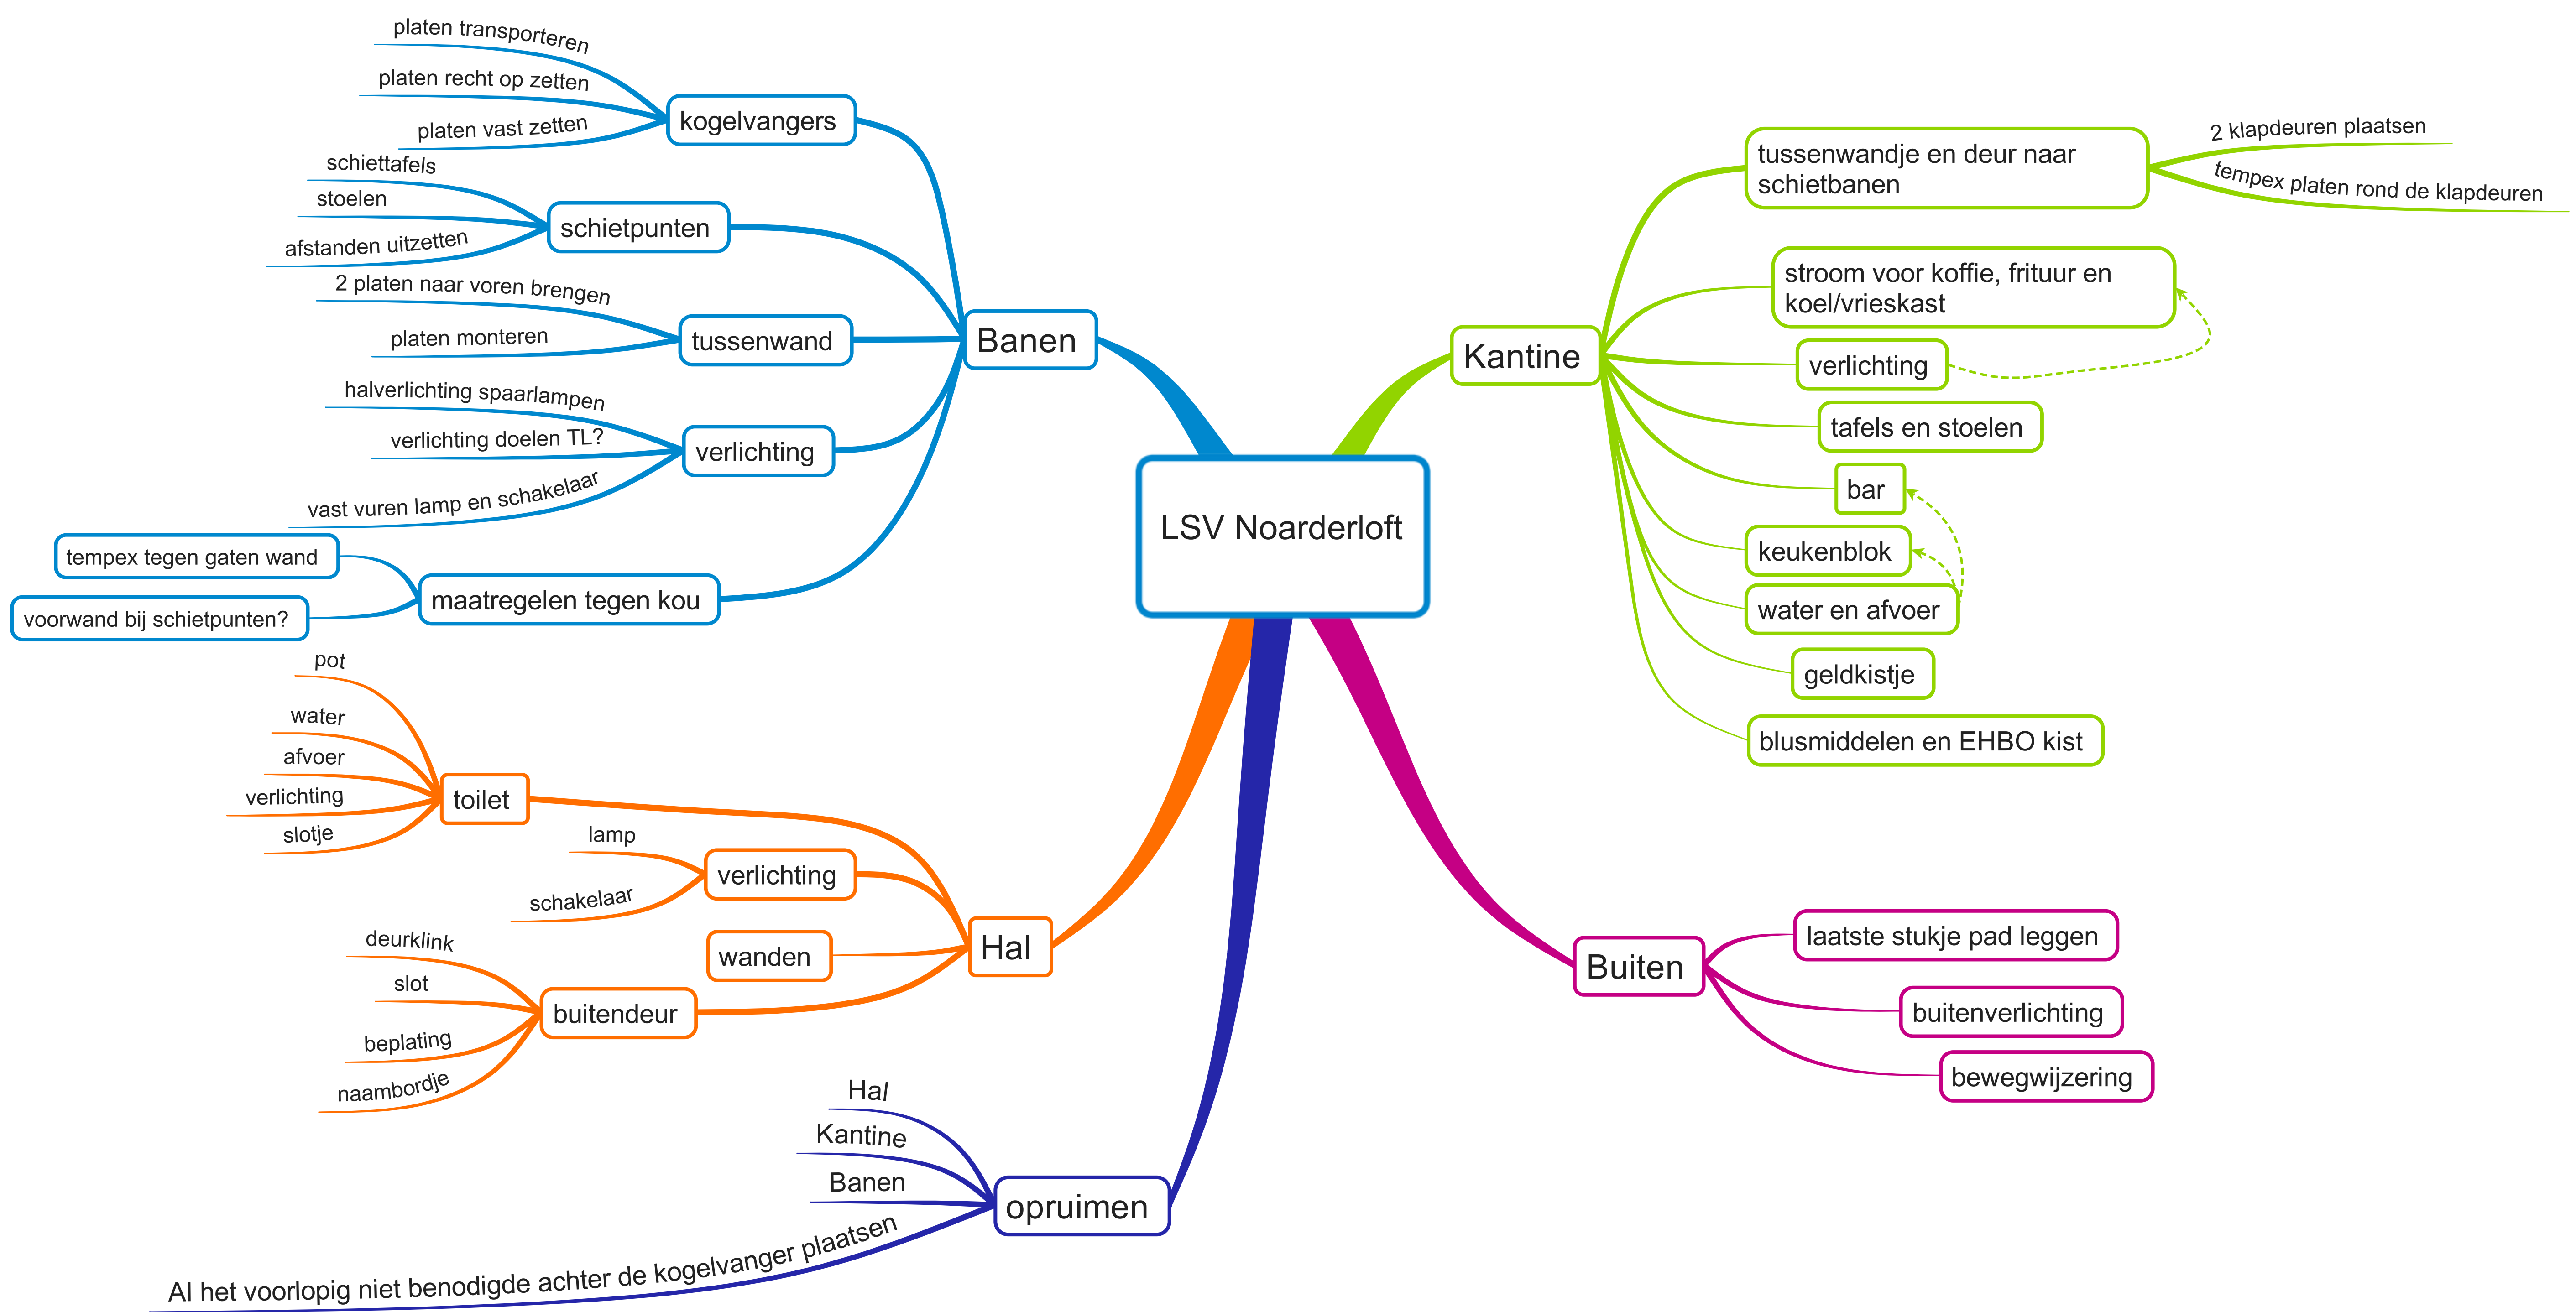 LSV Noarderloft
Banen
kogelvangers
platen transporteren
platen recht op zetten
platen vast zetten
schietpunten
schiettafels
stoelen
afstanden uitzetten
tussenwand
2 platen naar voren brengen
platen monteren
verlichting
halverlichting spaarlampen
verlichting doelen TL?
vast vuren lamp en schakelaar
maatregelen tegen kou
tempex tegen gaten wand
voorwand bij schietpunten?
Kantine
tussenwandje en deur naar
schietbanen
2 klapdeuren plaatsen
tempex platen rond de klapdeuren
stroom voor koffie, frituur en
koel/vrieskast
verlichting
tafels en stoelen
bar
keukenblok
water en afvoer
geldkistje
blusmiddelen en EHBO kist
Hal
toilet
pot
water
afvoer
verlichting
slotje
verlichting
lamp
schakelaar
wanden
buitendeur
deurklink
slot
beplating
naambordje
Buiten
laatste stukje pad leggen
buitenverlichting
bewegwijzering
opruimen
Hal
Kantine
Banen
Al het voorlopig niet benodigde achter de kogelvanger plaatsen